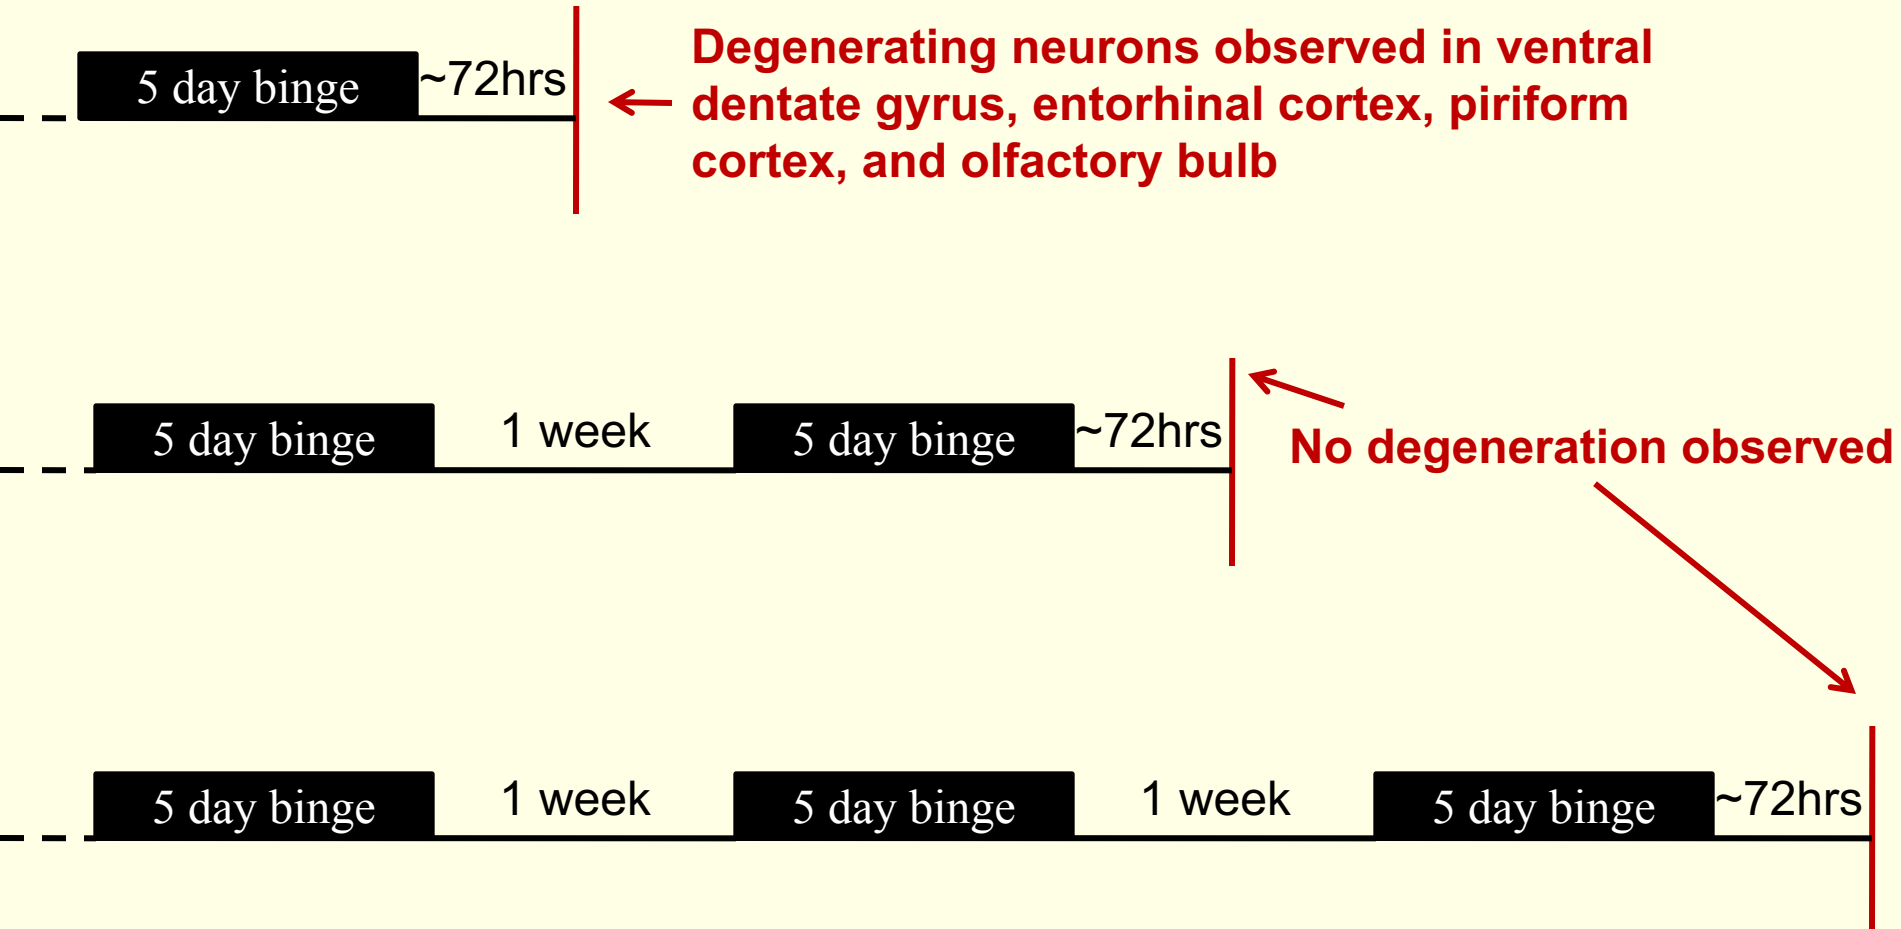 Degenerating neurons observed in ventral
5 day binge ~72hrs
dentate gyrus, entorhinal cortex, piriform
cortex, and olfactory bulb
5 day binge 1 week 5 day binge ~72hrs
No degeneration observed
5 day binge 1 week 5 day binge 1 week 5 day binge ~72hrs